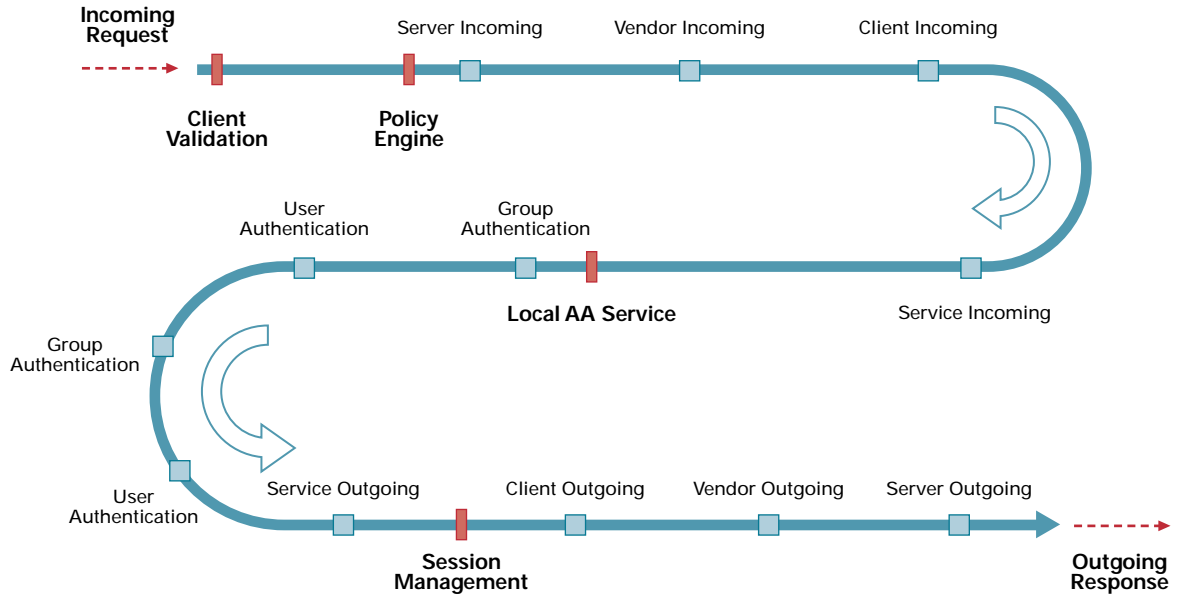 Incoming
Request
Server Incoming
Vendor Incoming
Client Incoming
Client
Validation
Policy
Engine
User
Authentication
Group
Authentication
Local AA Service
Service Incoming
Group
Authentication
User
Authentication
Service Outgoing
Client Outgoing
Vendor Outgoing
Server Outgoing
Session
Management
Outgoing
Response